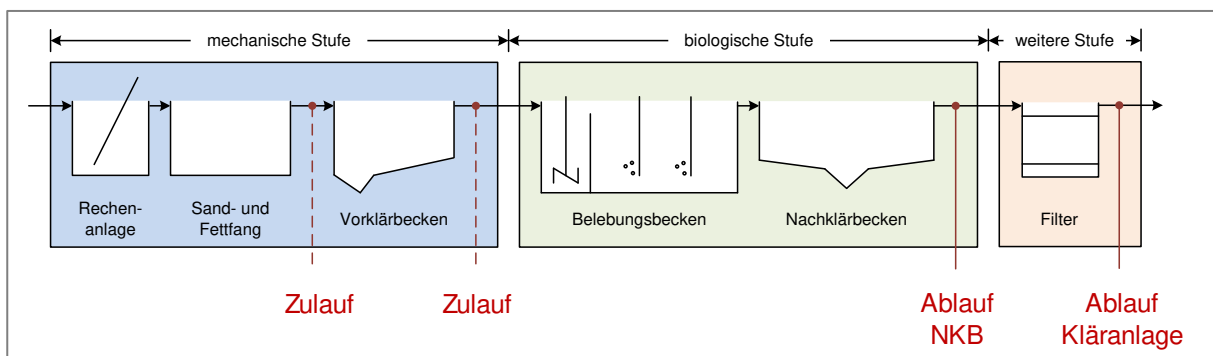 mechanische Stufe
biologische Stufe
weitere Stufe
Rechen-
anlage
Sand- und
Fettfang
Vorklärbecken
Belebungsbecken
Nachklärbecken
Filter
Zulauf
Zulauf
Ablauf
NKB
Ablauf
Kläranlage